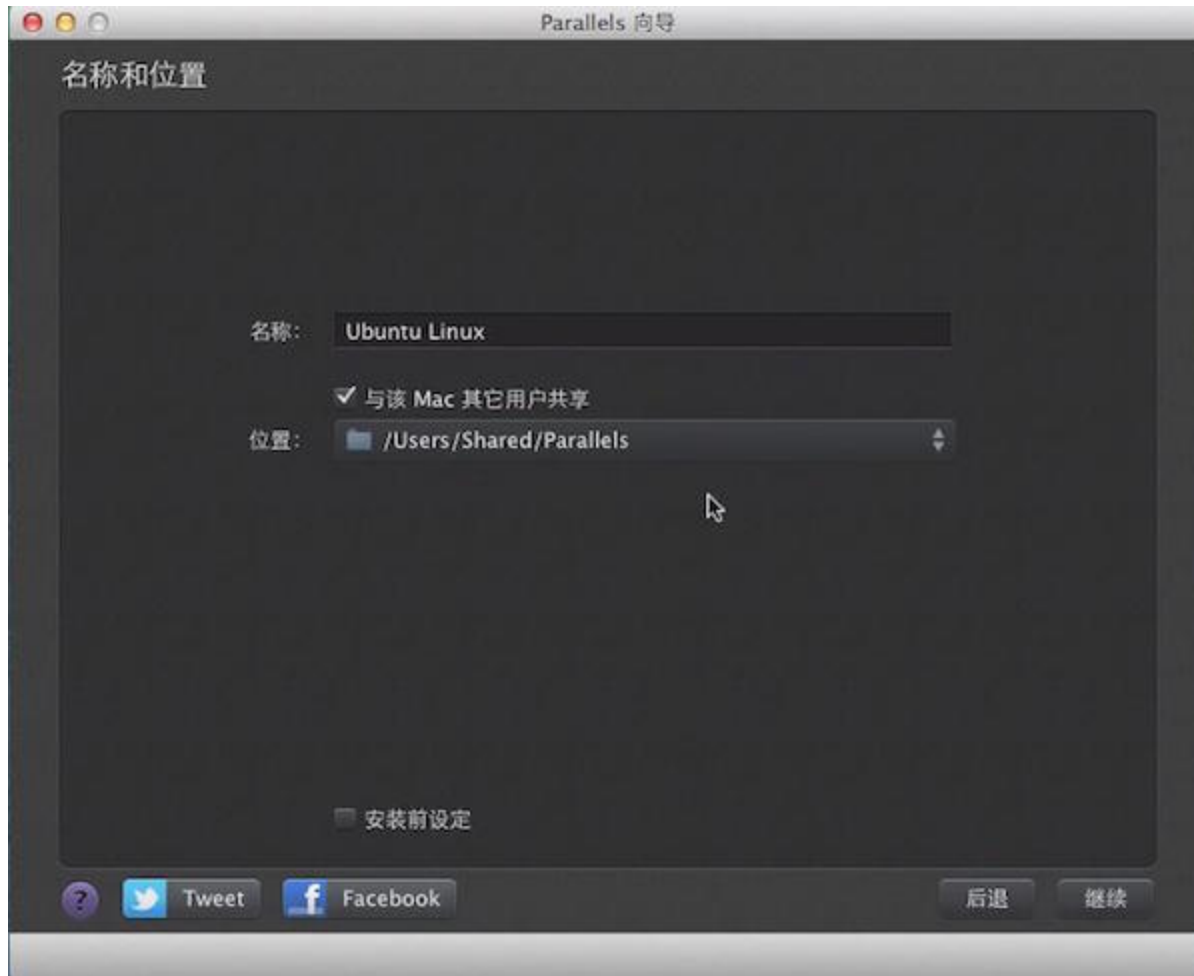 Parallels 向导
名称和位置
名称: Ubuntu Linux
与该 Mac 其它用户共享
位置: /Users/Shared/Parallels
安装前设定
? Tweet f Facebook 后退 继续